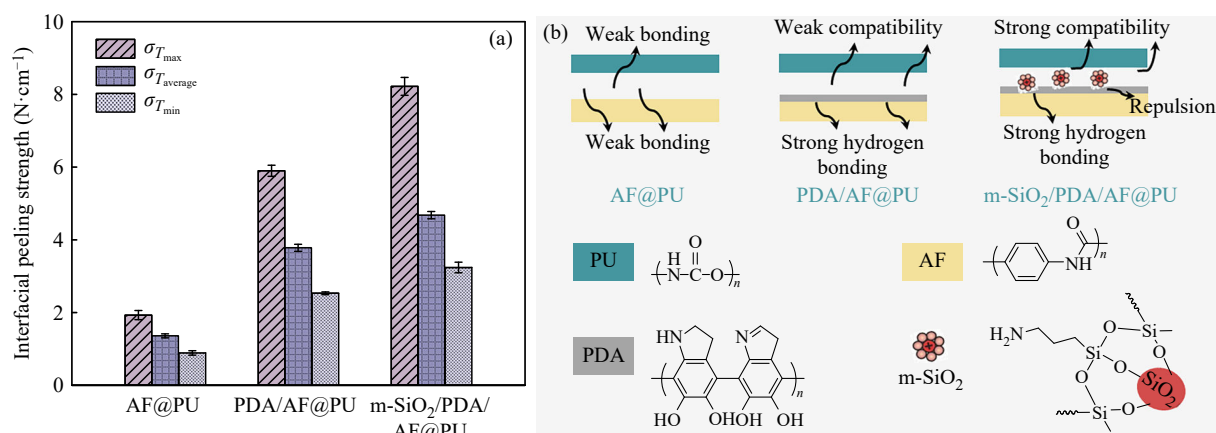 (a)
Interfacial peeling strength (N·cm⁻¹)
10
8
6
4
2
0
σTmax
σTaverage
σTmin
AF@PU
PDA/AF@PU
m-SiO₂/PDA/
AF@PU
(b)
Weak bonding
Weak bonding
AF@PU
Weak compatibility
Strong hydrogen
bonding
PDA/AF@PU
Strong compatibility
Repulsion
Strong hydrogen
bonding
m-SiO₂/PDA/AF@PU
PU
H
N
C
O
O
n
AF
O
C
NH
n
PDA
HN
N
n
HO
OH
OH
OH
+
m-SiO₂
H₂N
Si
O
O
Si
O
O
SiO₂
Si
O